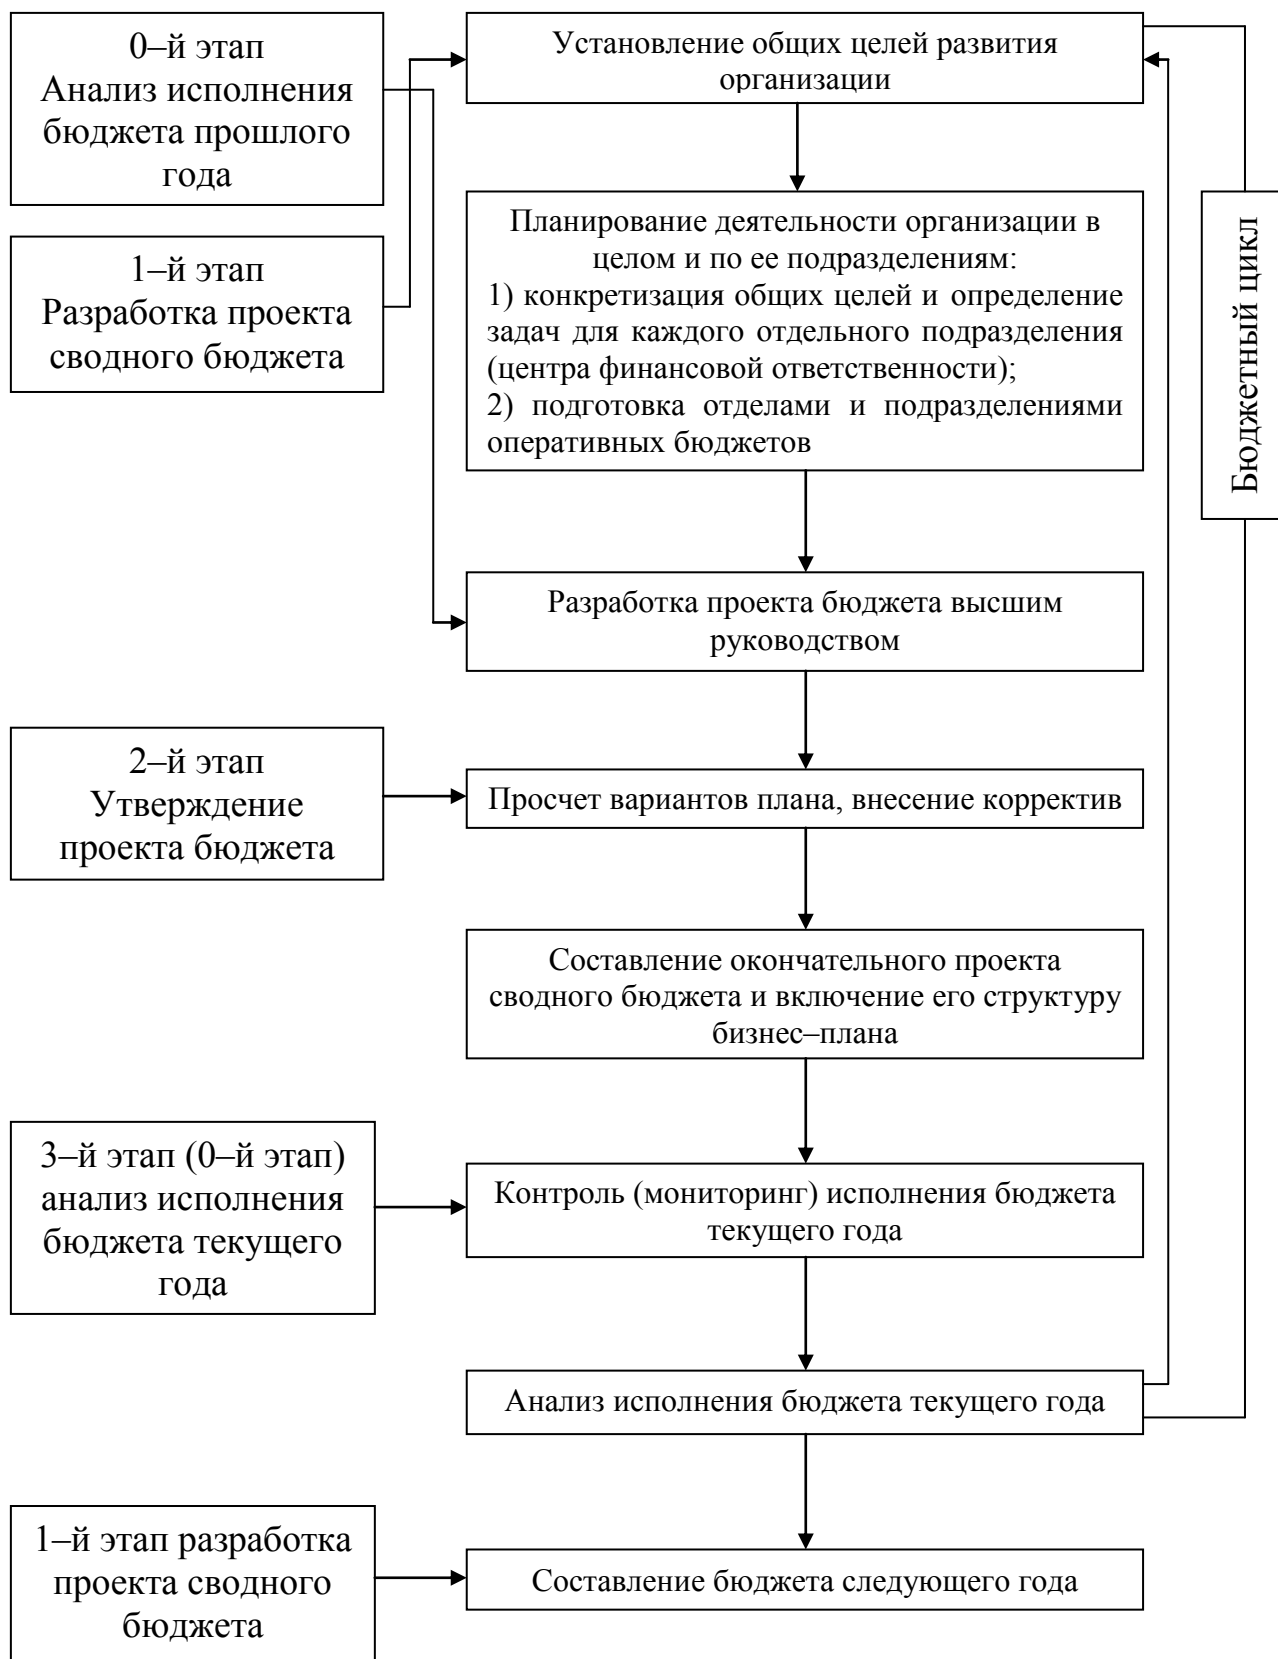 0–й этап
Анализ исполнения
бюджета прошлого
года
Установление общих целей развития
организации
1–й этап
Разработка проекта
сводного бюджета
Планирование деятельности организации в
целом и по ее подразделениям:
1) конкретизация общих целей и определение
задач для каждого отдельного подразделения
(центра финансовой ответственности);
2) подготовка отделами и подразделениями
оперативных бюджетов
Бюджетный цикл
Разработка проекта бюджета высшим
руководством
2–й этап
Утверждение
проекта бюджета
Просчет вариантов плана, внесение корректив
Составление окончательного проекта
сводного бюджета и включение его структуру
бизнес–плана
3–й этап (0–й этап)
анализ исполнения
бюджета текущего
года
Контроль (мониторинг) исполнения бюджета
текущего года
Анализ исполнения бюджета текущего года
1–й этап разработка
проекта сводного
бюджета
Составление бюджета следующего года